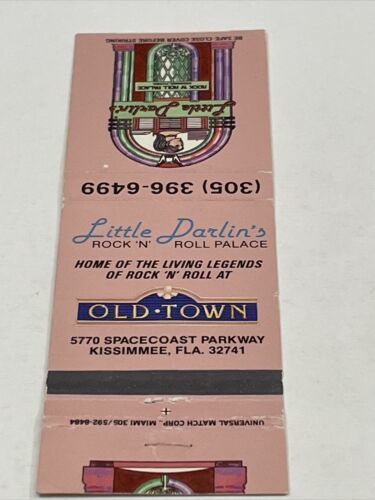 BE SAFE. CLOSE COVER BEFORE STRIKING
ROCK 'N' ROLL PALACE
Little Darlin's
(305) 396-6499
Little Darlin's
ROCK 'N' ROLL PALACE
HOME OF THE LIVING LEGENDS
OF ROCK 'N' ROLL AT
OLD•TOWN
5770 SPACECOAST PARKWAY
KISSIMMEE, FLA. 32741
UNIVERSAL MATCH CORP., MIAMI 305/592-8484